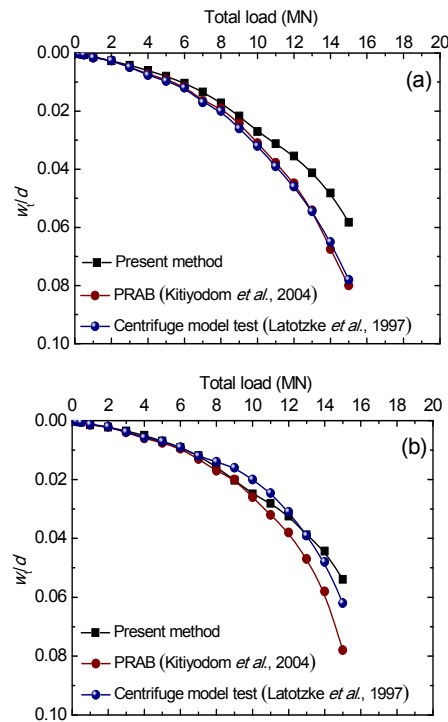 Total load (MN)
0 2 4 6 8 10 12 14 16 18 20
0.00
(a)
0.02
0.04
wt/d
0.06
Present method
0.08
PRAB (Kitiyodom et al., 2004)
Centrifuge model test (Latotzke et al., 1997)
0.10
Total load (MN)
0 2 4 6 8 10 12 14 16 18 20
0.00
(b)
0.02
0.04
wt/d
0.06
Present method
0.08
PRAB (Kitiyodom et al., 2004)
Centrifuge model test (Latotzke et al., 1997)
0.10